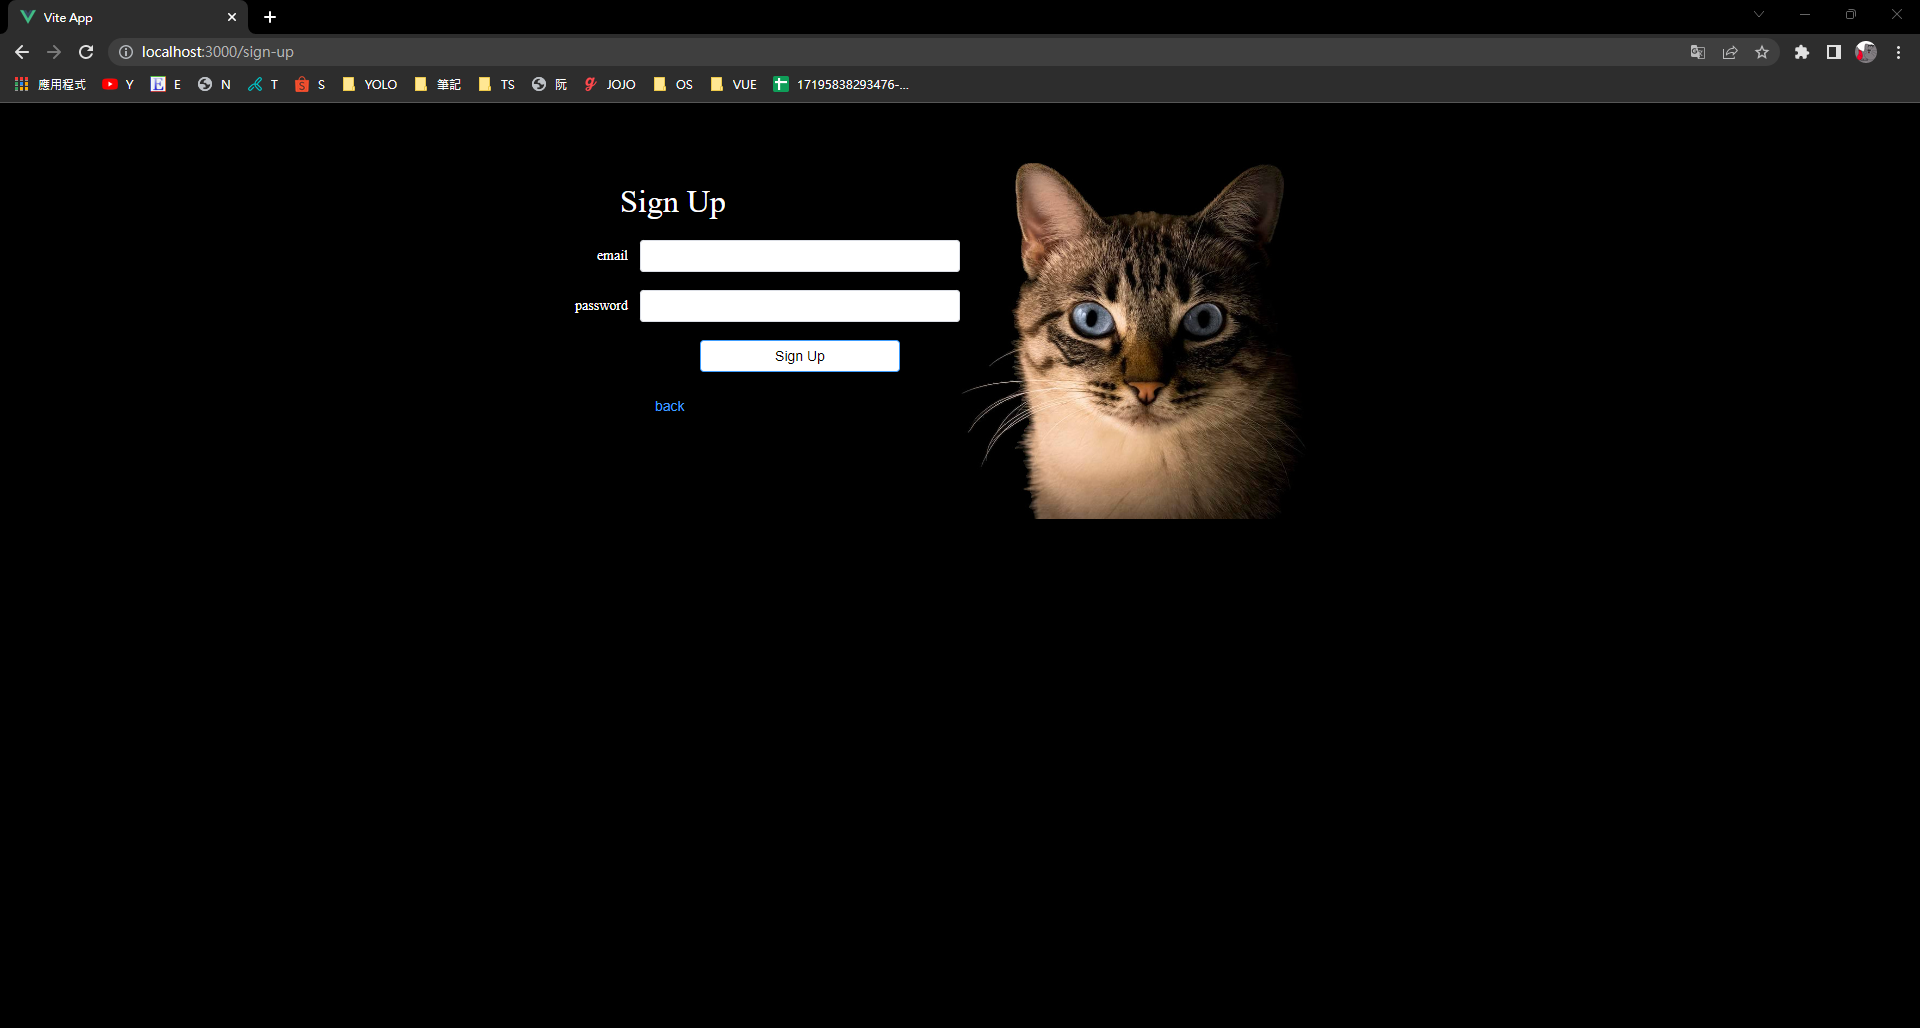 Vite App
localhost:3000/sign-up
應用程式 Y E N T S YOLO 筆記 TS 阮 JOJO OS VUE 17195838293476-...
Sign Up
email
password
Sign Up
back